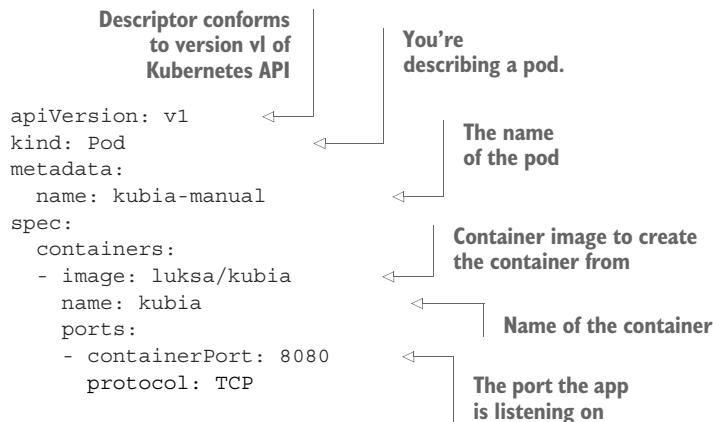 Descriptor conforms
to version v1 of
Kubernetes API
You're
describing a pod.
apiVersion: v1
kind: Pod
metadata:
The name
of the pod
name: kubia-manual
spec:
containers:
Container image to create
the container from
- image: luksa/kubia
name: kubia
Name of the container
ports:
- containerPort: 8080
protocol: TCP
The port the app
is listening on